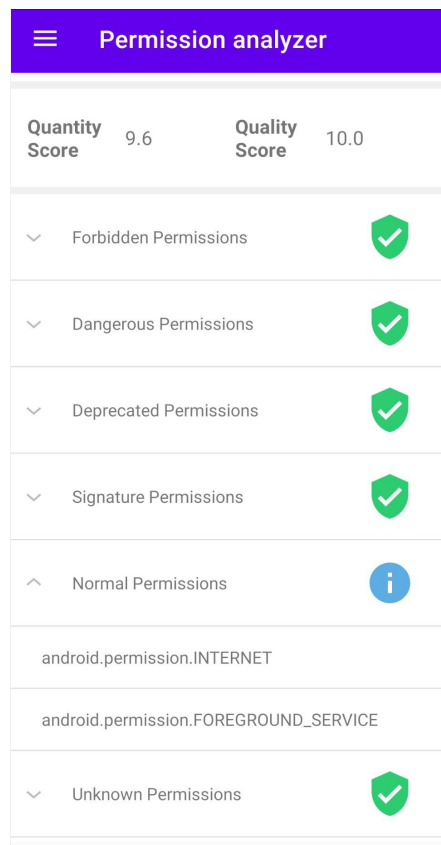 Permission analyzer
Quantity Score 9.6 Quality Score 10.0
Forbidden Permissions
Dangerous Permissions
Deprecated Permissions
Signature Permissions
Normal Permissions
android.permission.INTERNET
android.permission.FOREGROUND_SERVICE
Unknown Permissions